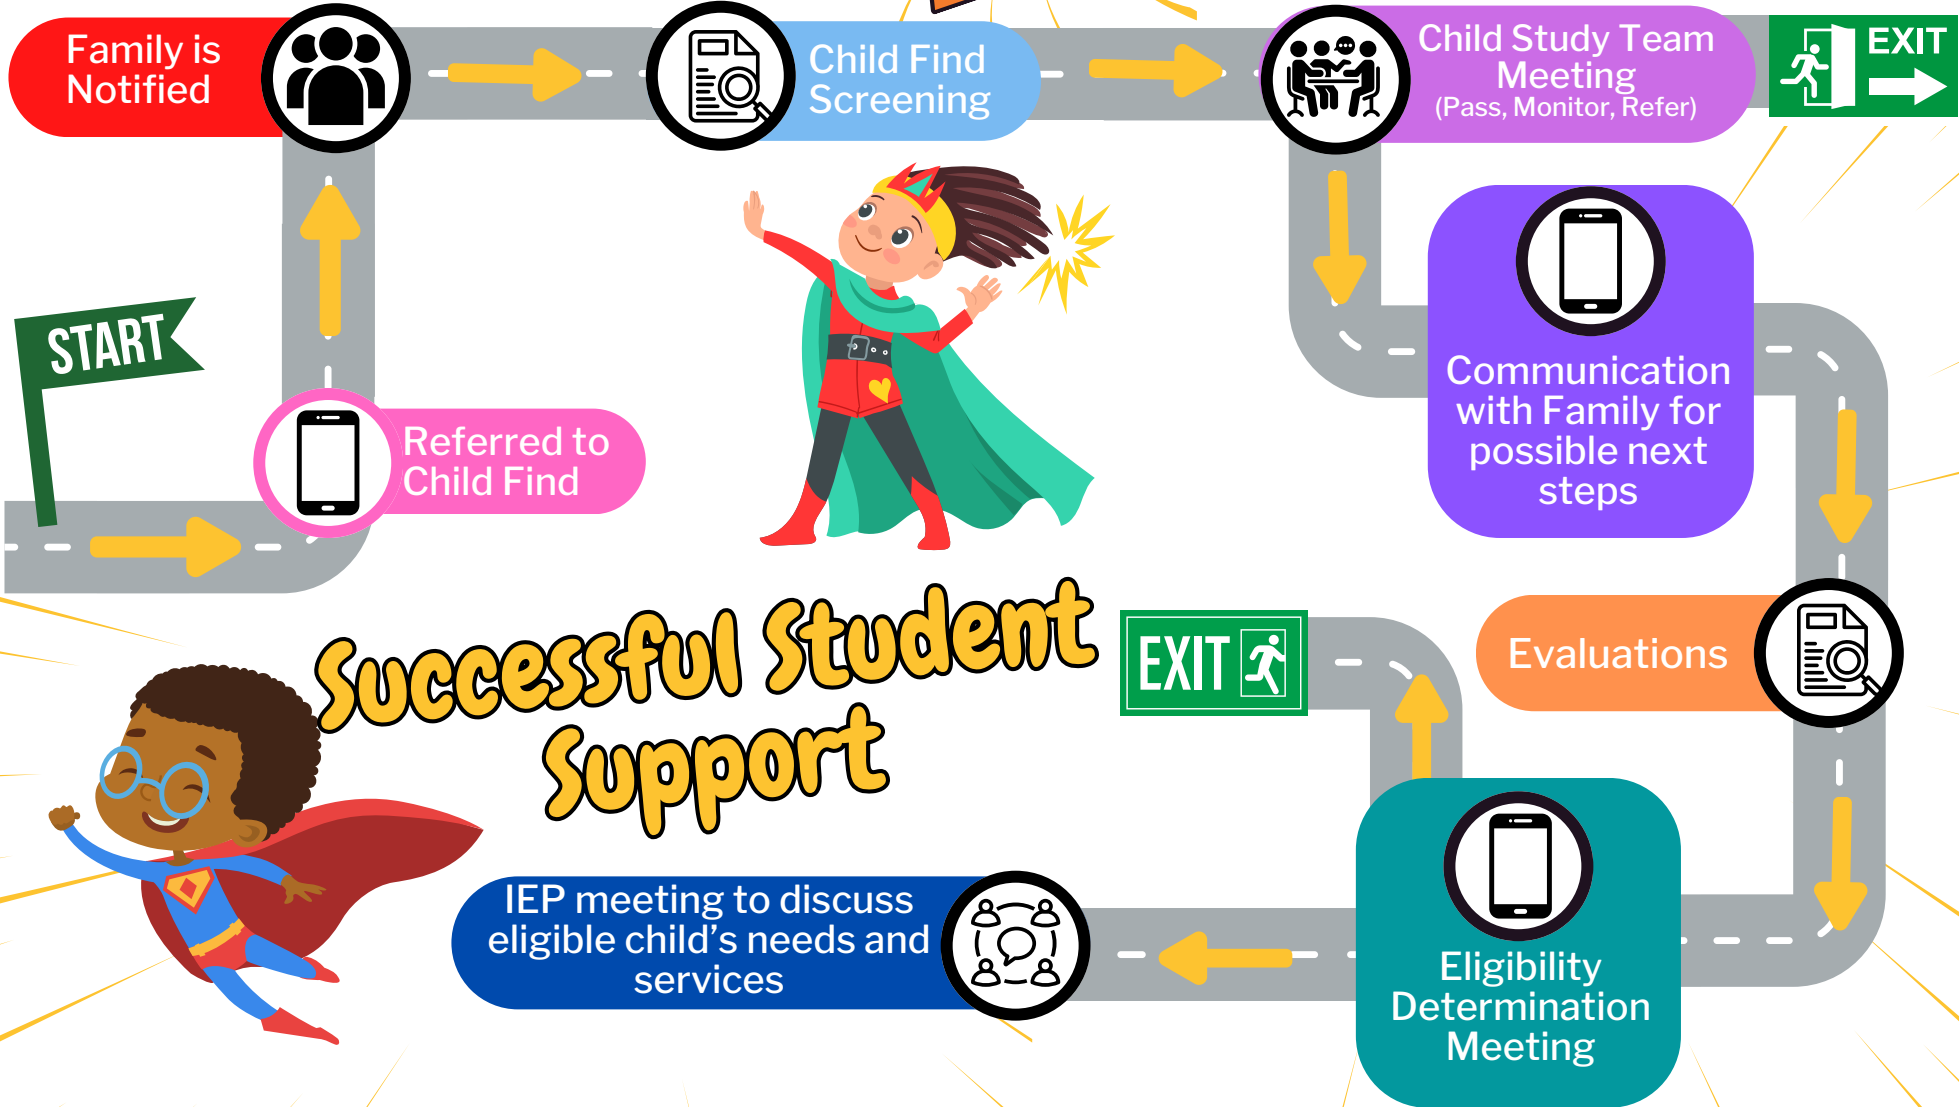 START
Referred to
Child Find
Family is
Notified
Child Find
Screening
Child Study Team
Meeting
(Pass, Monitor, Refer)
EXIT
Communication
with Family for
possible next
steps
Evaluations
Eligibility
Determination
Meeting
EXIT
IEP meeting to discuss
eligible child's needs and
services
Successful Student
Support